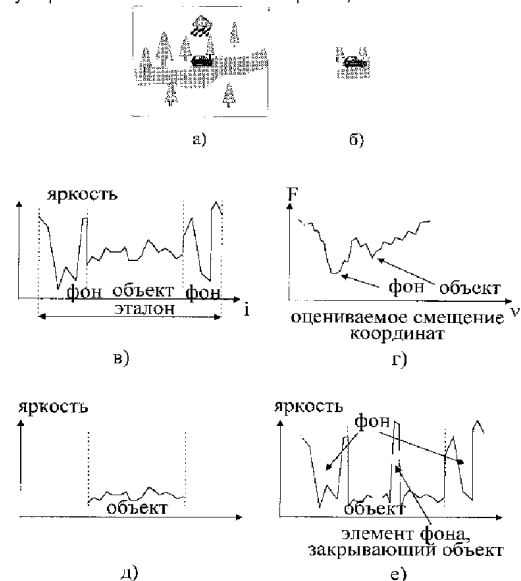 а)
б)
яркость
фон объект фон
эталон
i
в)
F
фон объект
v
оцениваемое смещение
координат
г)
яркость
объект
д)
яркость
фон
объект
элемент фона,
закрывающий объект
е)